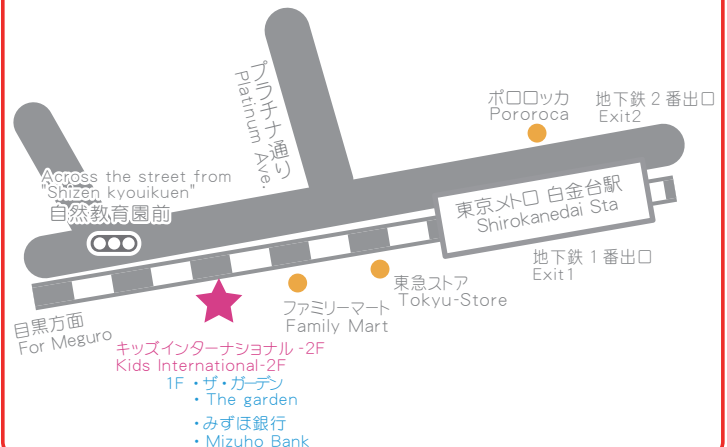 プラチナ通り
Platinum Ave.
ポロロッカ
Pororoca
地下鉄 2 番出口
Exit2
Across the street from
"Shizen kyouikuen"
自然教育園前
東京メトロ 白金台駅
Shirokanedai Sta
地下鉄 1 番出口
Exit1
東急ストア
Tokyu-Store
ファミリーマート
Family Mart
目黒方面
For Meguro
キッズインターナショナル -2F
Kids International-2F
1F ・ザ・ガーデン
・The garden
・みずほ銀行
・Mizuho Bank